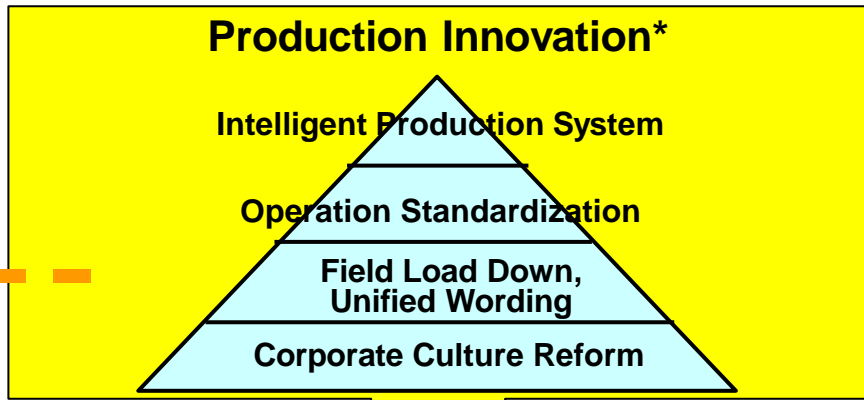 Production Innovation*
Intelligent Production System
Operation Standardization
Field Load Down,
Unified Wording
Corporate Culture Reform